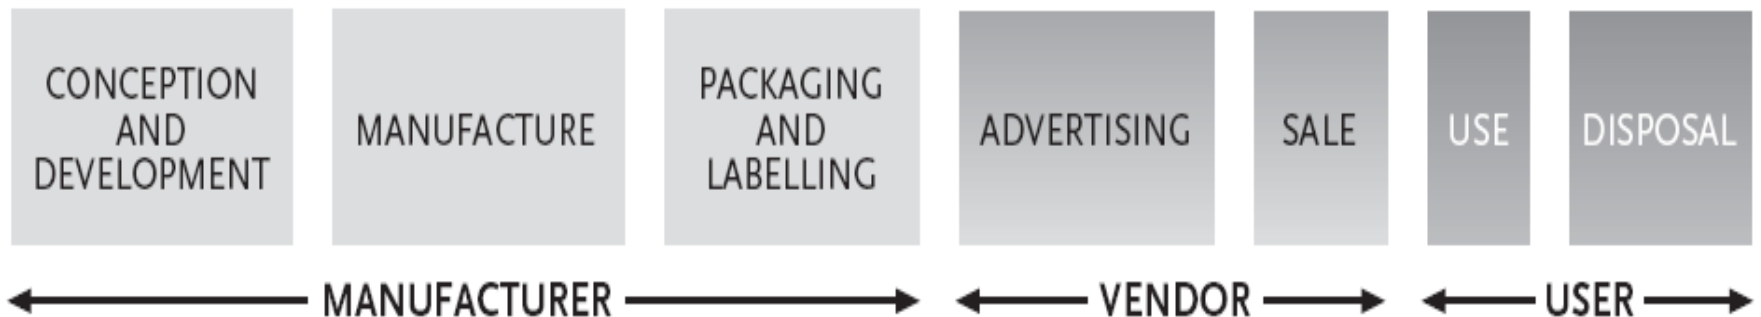 CONCEPTION
AND
DEVELOPMENT
MANUFACTURE
PACKAGING
AND
LABELLING
ADVERTISING
SALE
USE
DISPOSAL
MANUFACTURER
VENDOR
USER